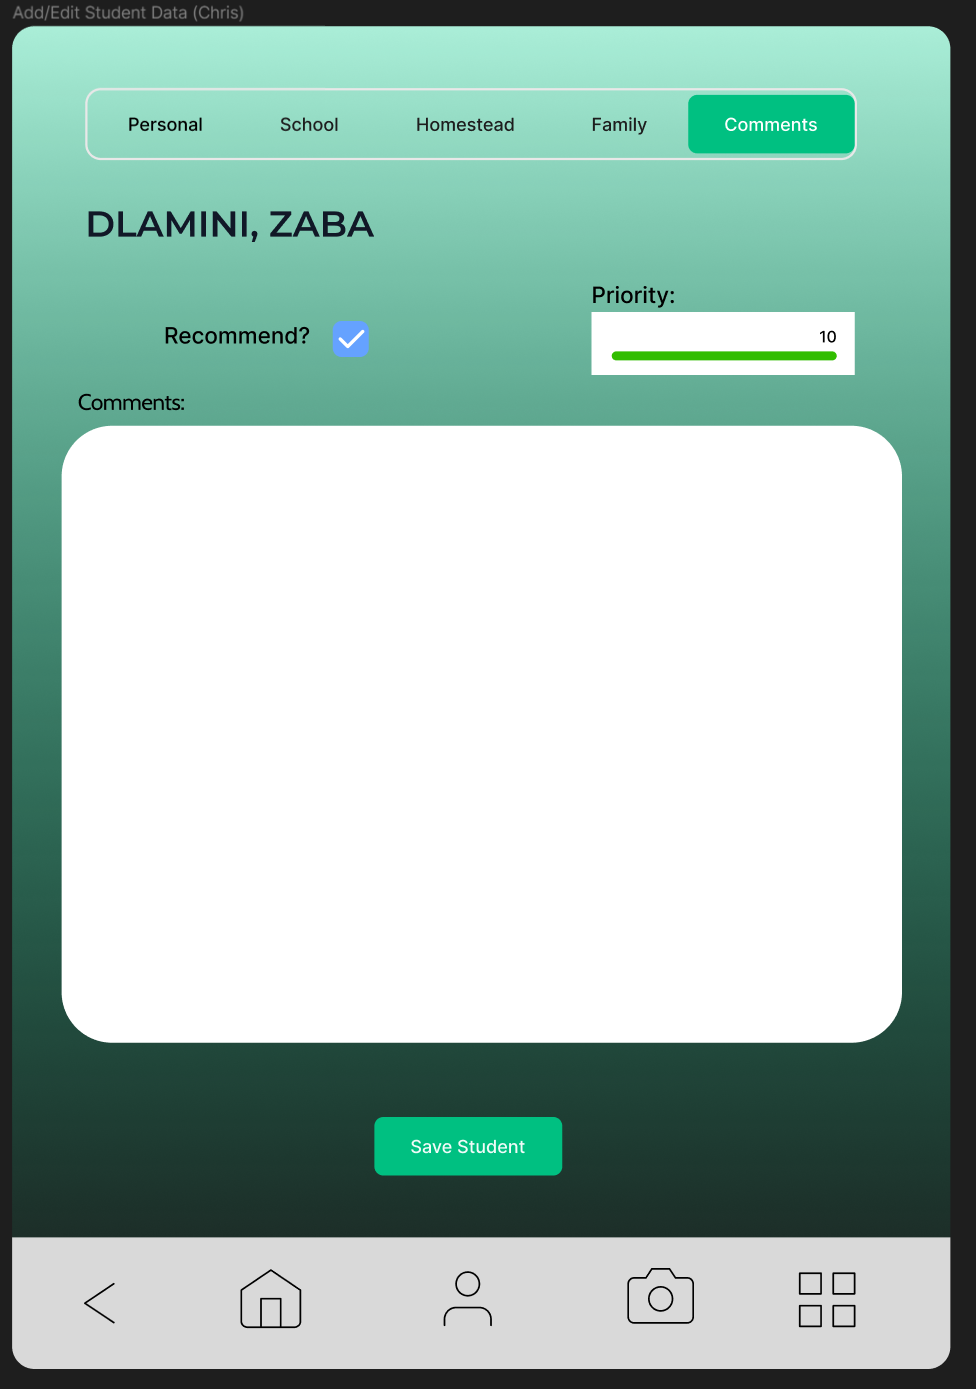 Add/Edit Student Data (Chris)
Personal School Homestead Family Comments
DLAMINI, ZABA
Priority:
Recommend?
10
Comments:
Save Student